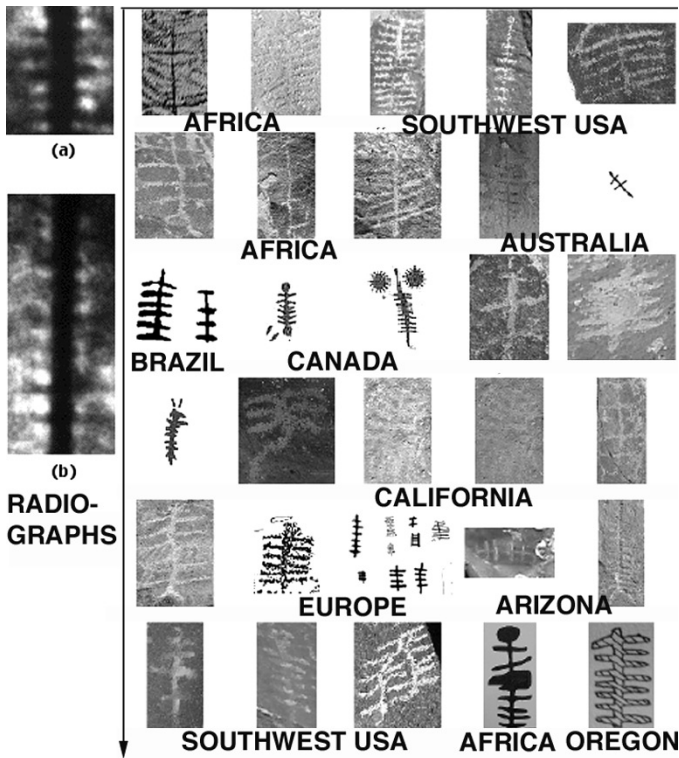 (a)
(b)
RADIO-
GRAPHS
AFRICA SOUTHWEST USA
AFRICA AUSTRALIA
BRAZIL CANADA
CALIFORNIA
EUROPE ARIZONA
SOUTHWEST USA AFRICA OREGON